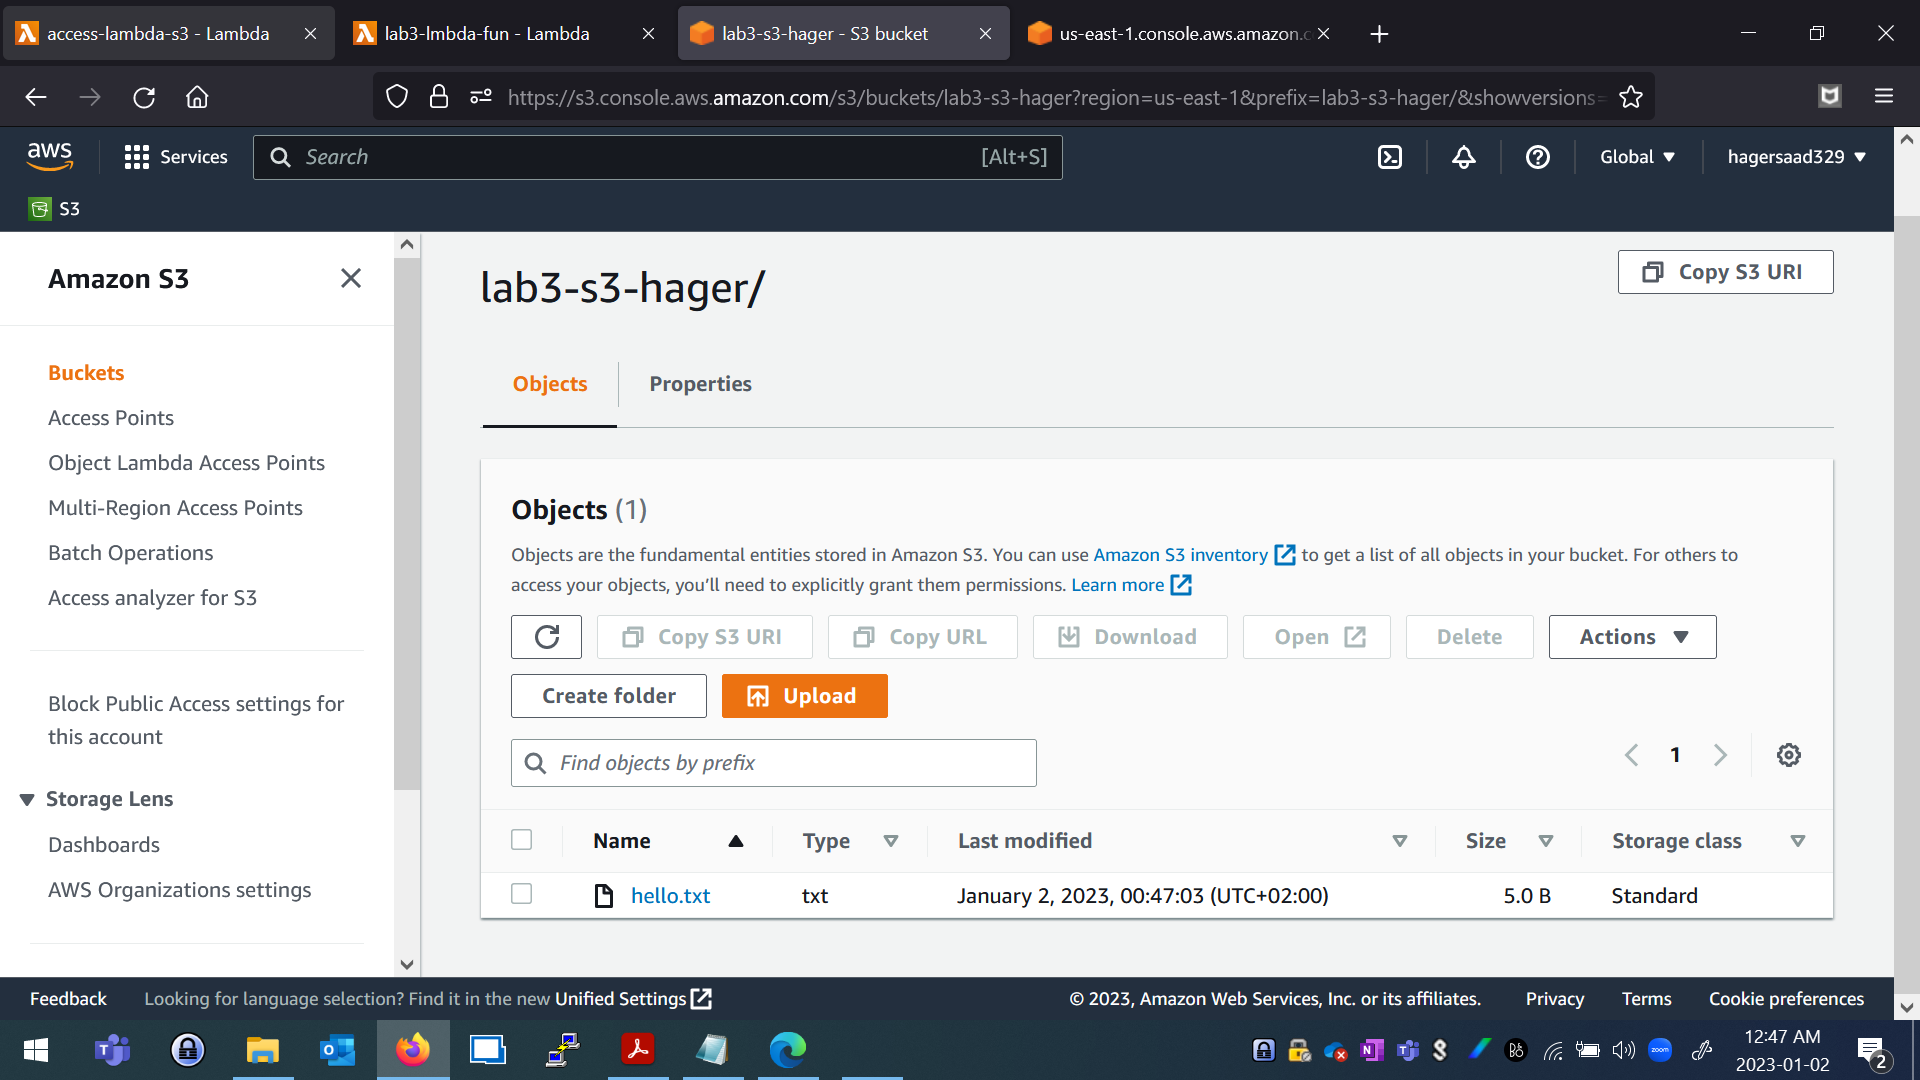 access-lambda-s3 - Lambda
lab3-lmbda-fun - Lambda
lab3-s3-hager - S3 bucket
us-east-1.console.aws.amazon.c
https://s3.console.aws.amazon.com/s3/buckets/lab3-s3-hager?region=us-east-1&prefix=lab3-s3-hager/&showversions=
aws
Services
Search
[Alt+S]
Global
hagersaad329
S3
Amazon S3
Buckets
Access Points
Object Lambda Access Points
Multi-Region Access Points
Batch Operations
Access analyzer for S3
Block Public Access settings for
this account
Storage Lens
Dashboards
AWS Organizations settings
lab3-s3-hager/
Copy S3 URI
Objects
Properties
Objects (1)
Objects are the fundamental entities stored in Amazon S3. You can use Amazon S3 inventory to get a list of all objects in your bucket. For others to
access your objects, you’ll need to explicitly grant them permissions. Learn more
Copy S3 URI
Copy URL
Download
Open
Delete
Actions
Create folder
Upload
Find objects by prefix
1
Name
Type
Last modified
Size
Storage class
hello.txt
txt
January 2, 2023, 00:47:03 (UTC+02:00)
5.0 B
Standard
Feedback
Looking for language selection? Find it in the new Unified Settings
© 2023, Amazon Web Services, Inc. or its affiliates.
Privacy
Terms
Cookie preferences
zoom
12:47 AM
2023-01-02
2